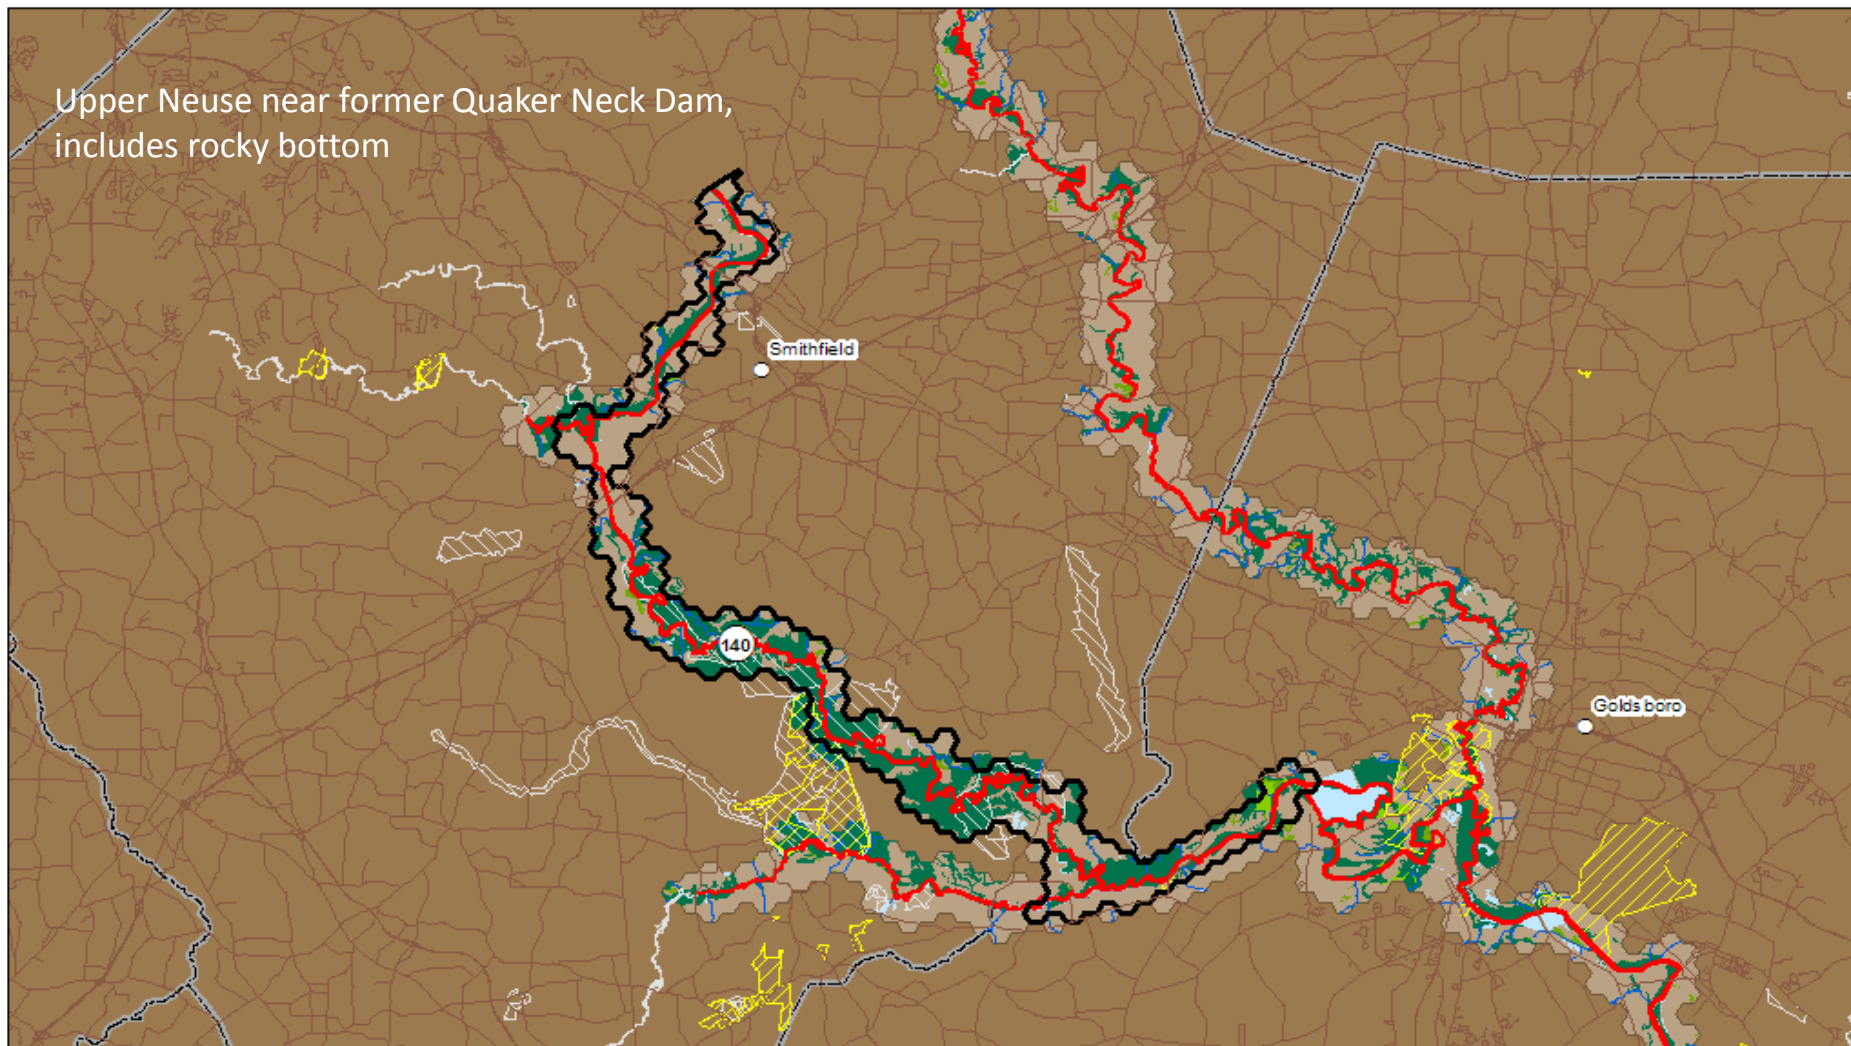 Upper Neuse near former Quaker Neck Dam,
includes rocky bottom
Smithfield
140
Goldsboro